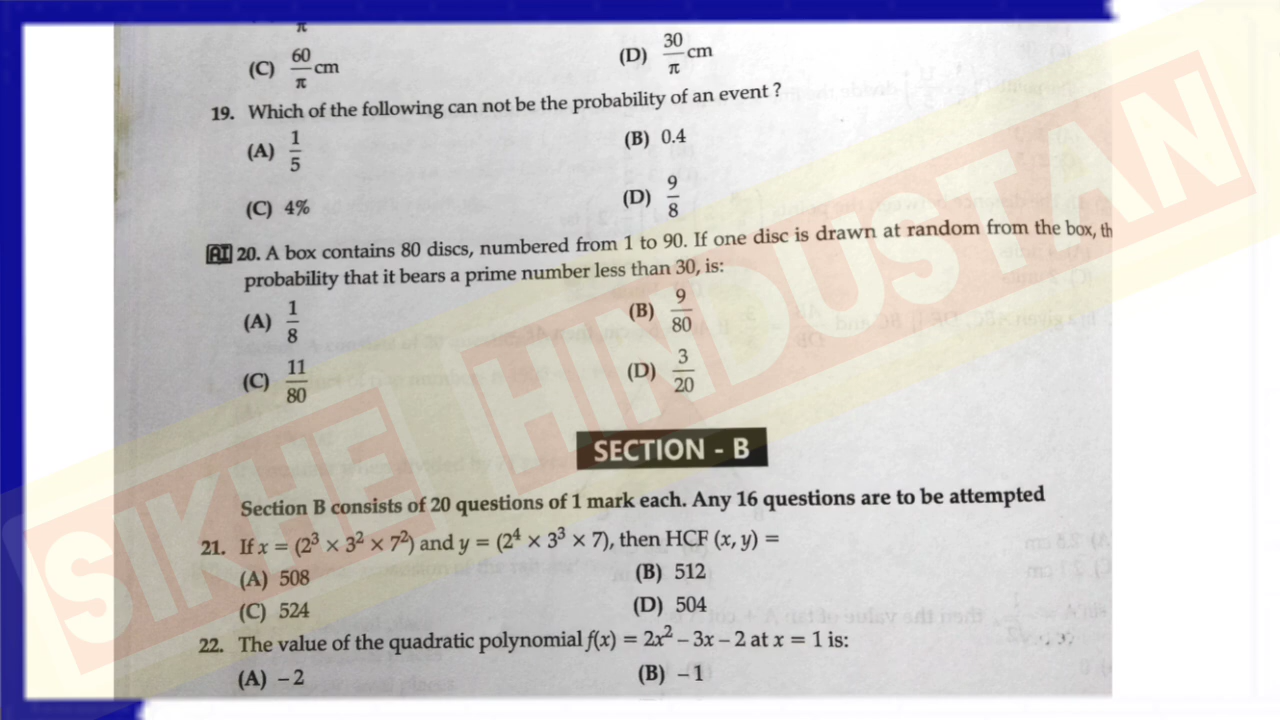 π
(C) 60/π cm (D) 30/π cm
19. Which of the following can not be the probability of an event ?
(A) 1/5 (B) 0.4
(C) 4% (D) 9/8
AI 20. A box contains 80 discs, numbered from 1 to 90. If one disc is drawn at random from the box, th
probability that it bears a prime number less than 30, is:
(A) 1/8 (B) 9/80
(C) 11/80 (D) 3/20
SECTION - B
Section B consists of 20 questions of 1 mark each. Any 16 questions are to be attempted
21. If x = (2³ × 3² × 7²) and y = (2⁴ × 3³ × 7), then HCF (x, y) =
(A) 508 (B) 512
(C) 524 (D) 504
22. The value of the quadratic polynomial f(x) = 2x² – 3x – 2 at x = 1 is:
(A) – 2 (B) – 1
SIKHE HINDUSTAN